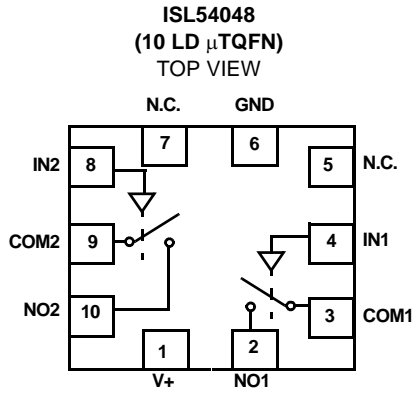 ISL54048
(10 LD μTQFN)
TOP VIEW
N.C. GND
7 6
IN2 8 5 N.C.
COM2 9 4 IN1
NO2 10 3 COM1
1 2
V+ NO1